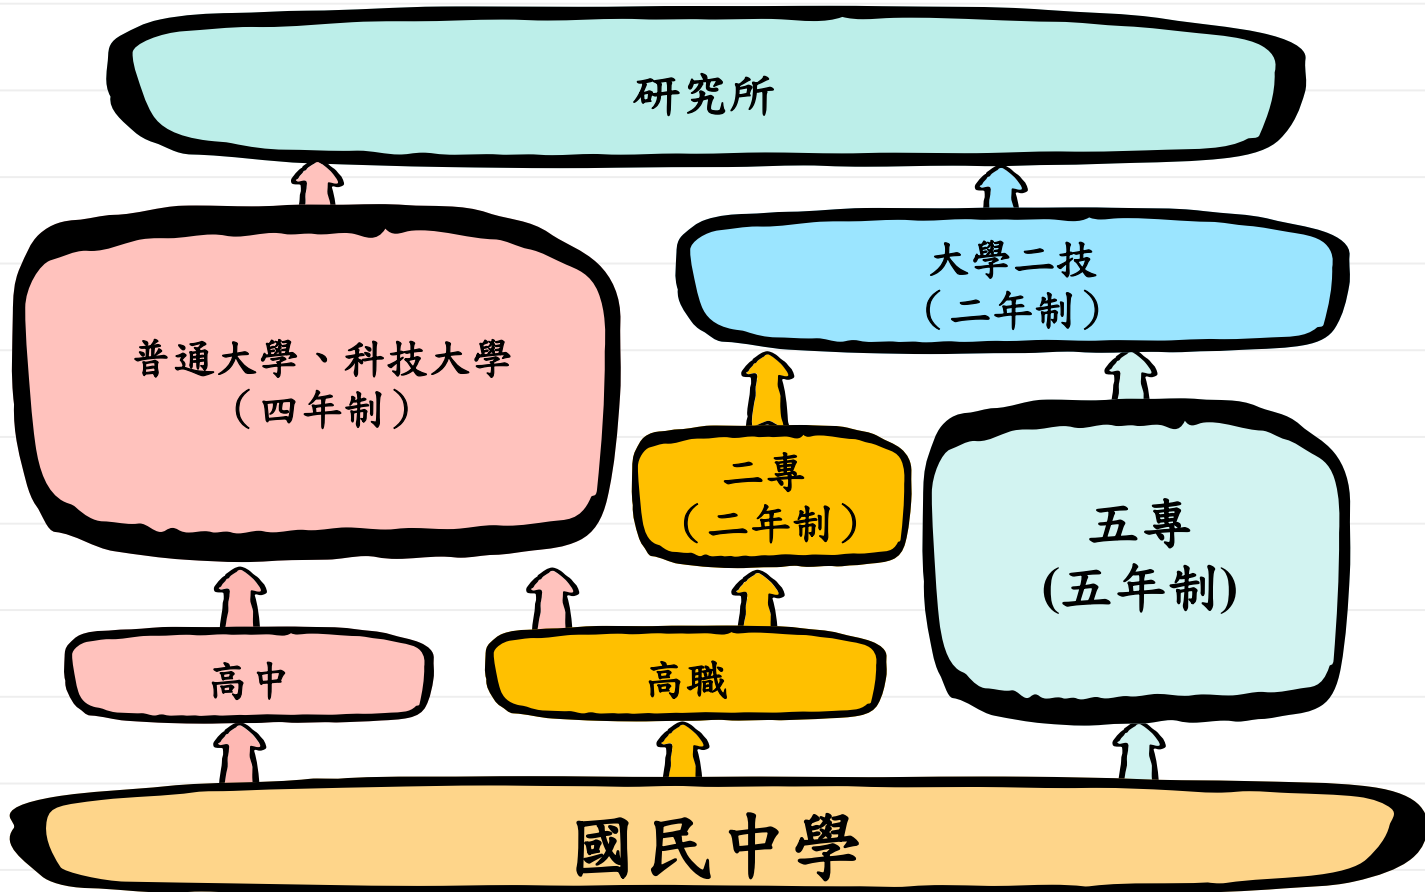 研究所
大學二技
（二年制）
普通大學、科技大學
（四年制）
二專
（二年制）
五專
(五年制)
高中
高職
國民中學